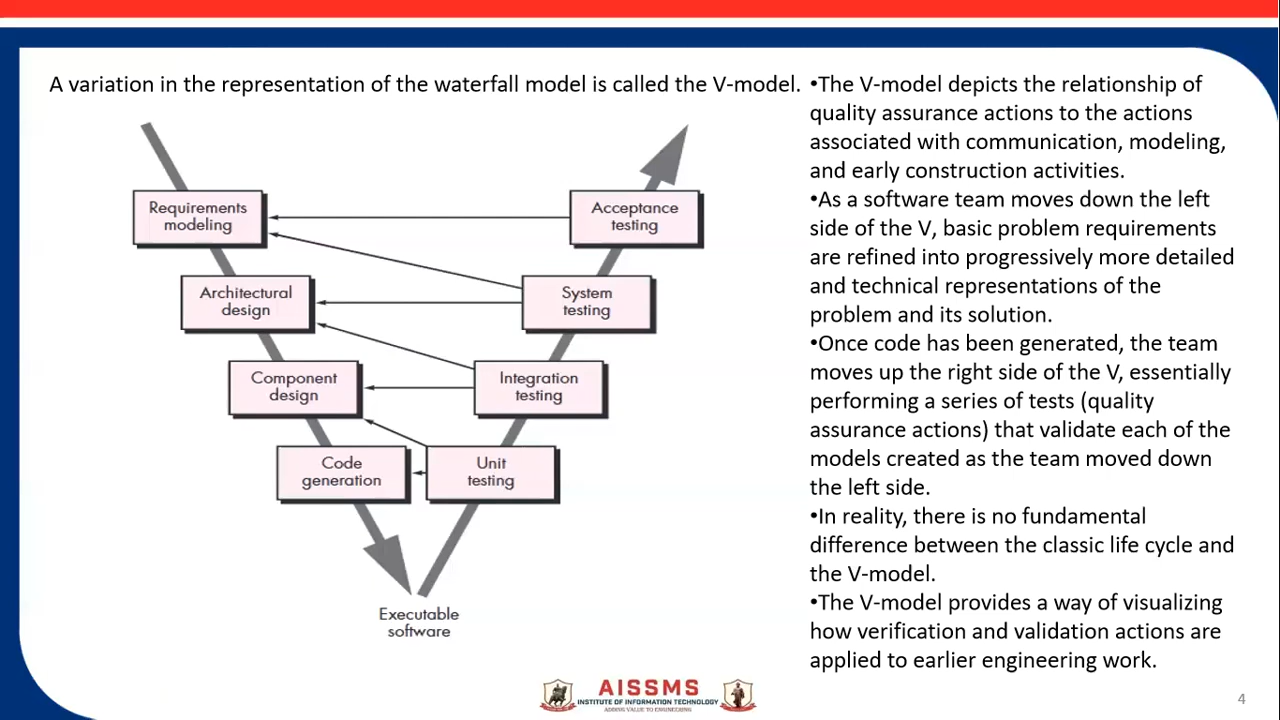 A variation in the representation of the waterfall model is called the V-model.
Requirements
modeling
Acceptance
testing
Architectural
design
System
testing
Component
design
Integration
testing
Code
generation
Unit
testing
Executable
software
•The V-model depicts the relationship of
quality assurance actions to the actions
associated with communication, modeling,
and early construction activities.
•As a software team moves down the left
side of the V, basic problem requirements
are refined into progressively more detailed
and technical representations of the
problem and its solution.
•Once code has been generated, the team
moves up the right side of the V, essentially
performing a series of tests (quality
assurance actions) that validate each of the
models created as the team moved down
the left side.
•In reality, there is no fundamental
difference between the classic life cycle and
the V-model.
•The V-model provides a way of visualizing
how verification and validation actions are
applied to earlier engineering work.
AISSMS
INSTITUTE OF INFORMATION TECHNOLOGY
ADDING VALUE TO ENGINEERING
4